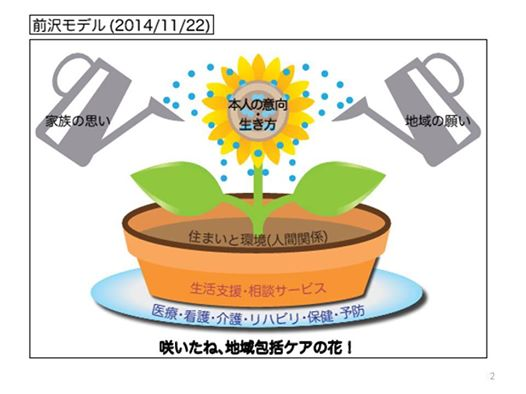 前沢モデル (2014/11/22)
家族の思い
本人の意向
・
生き方
地域の願い
住まいと環境(人間関係)
生活支援・相談サービス
医療・看護・介護・リハビリ・保健・予防
咲いたね、地域包括ケアの花！
2